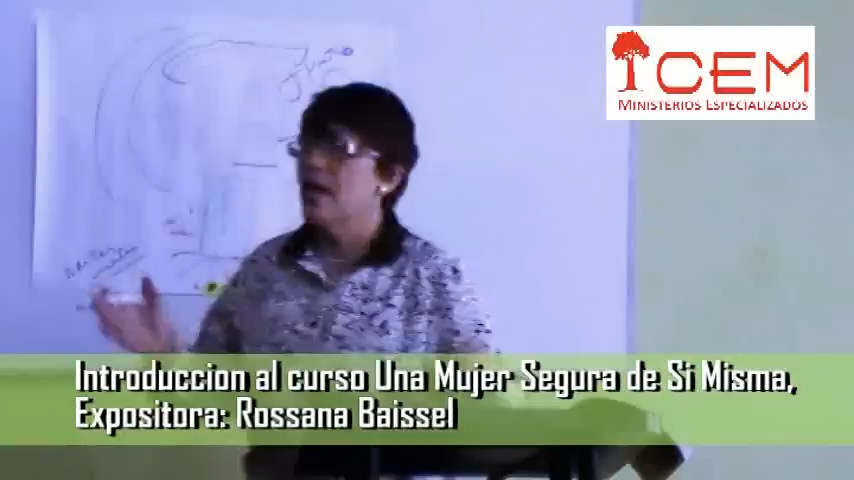 CEM
MINISTERIOS ESPECIALIZADOS
Introduccion al curso Una Mujer Segura de Si Misma,
Expositora: Rossana Baissel